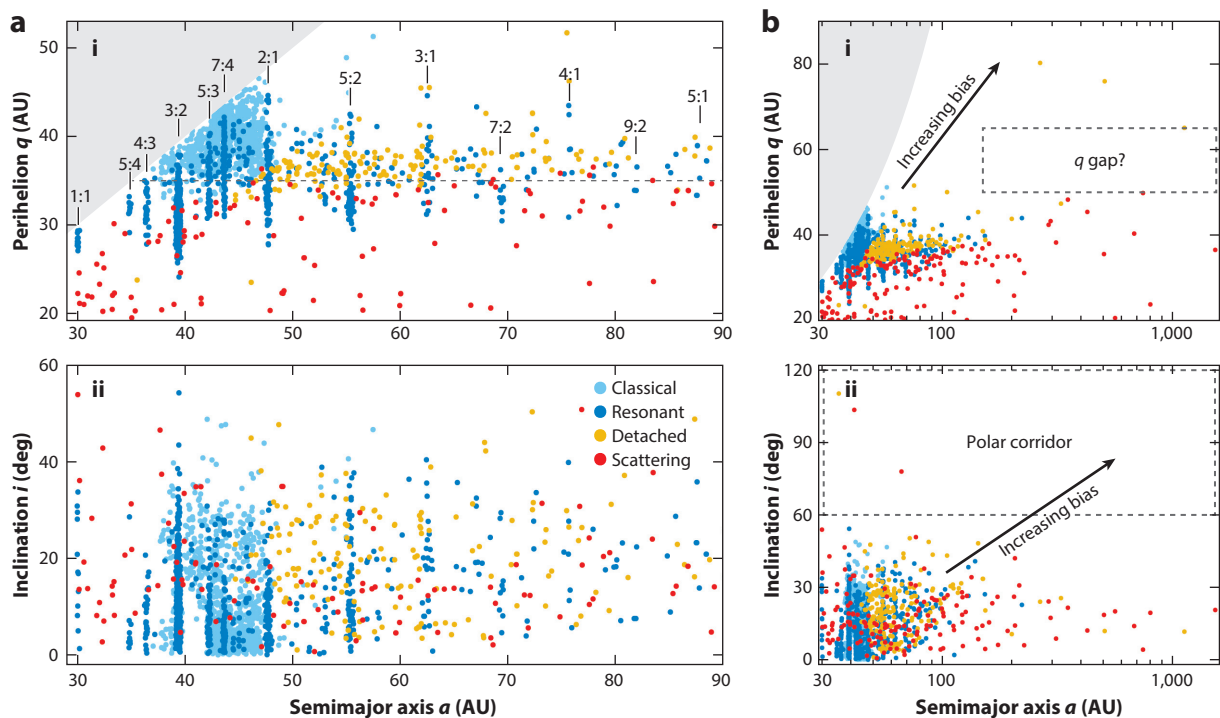 a
i
50
40
30
20
Perihelion q (AU)
1:1
5:4
4:3
3:2
5:3
7:4
2:1
5:2
3:1
7:2
4:1
9:2
5:1
30
40
50
60
70
80
90
ii
60
40
20
0
Inclination i (deg)
Classical
Resonant
Detached
Scattering
30
40
50
60
70
80
90
Semimajor axis a (AU)
b
i
80
60
40
20
Perihelion q (AU)
Increasing bias
q gap?
30
100
1,000
ii
120
90
60
30
0
Inclination i (deg)
Polar corridor
Increasing bias
30
100
1,000
Semimajor axis a (AU)